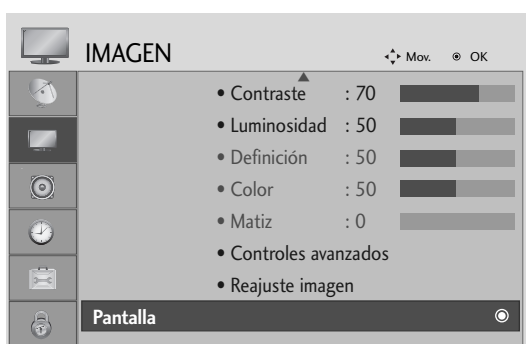 IMAGEN Mov. OK
• Contraste : 70
• Luminosidad : 50
• Definición : 50
• Color : 50
• Matiz : 0
• Controles avanzados
• Reajuste imagen
Pantalla